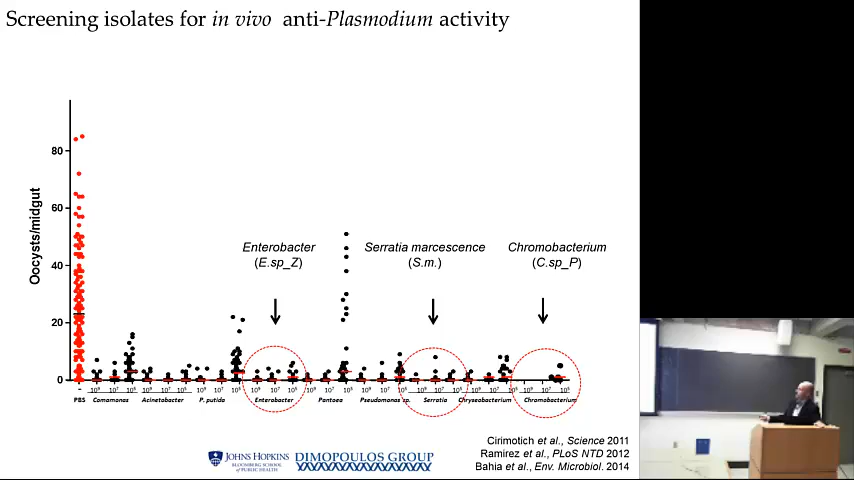 Screening isolates for in vivo anti-Plasmodium activity
Oocysts/midgut
80
60
40
20
0
Enterobacter
(E.sp_Z)
Serratia marcescence
(S.m.)
Chromobacterium
(C.sp_P)
PBS Comamonas Acinetobacter P. putida Enterobacter Pantoea Pseudomonas sp. Serratia Chryseobacterium Chromobacterium
Cirimotich et al., Science 2011
Ramirez et al., PLoS NTD 2012
Bahia et al., Env. Microbiol. 2014
JOHNS HOPKINS
BLOOMBERG SCHOOL
of PUBLIC HEALTH
DIMOPOULOS GROUP